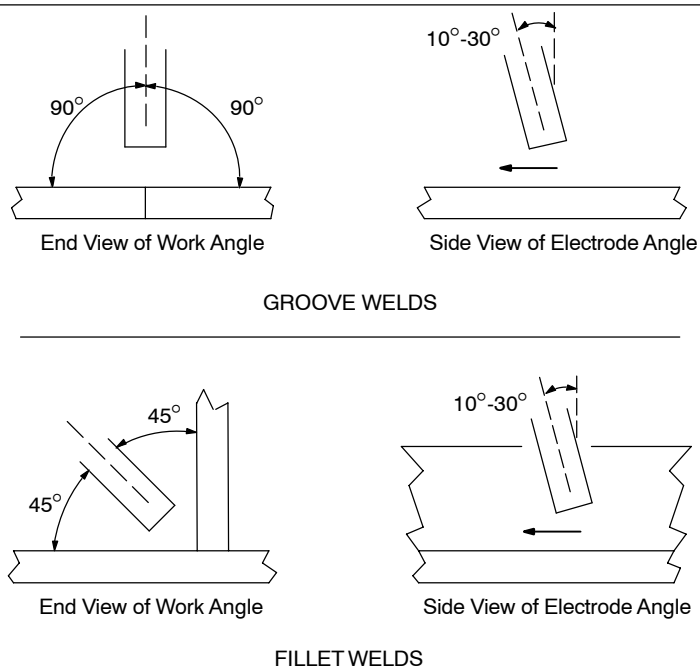 10°-30°
90° 90°
End View of Work Angle
Side View of Electrode Angle
GROOVE WELDS
10°-30°
45°
45°
End View of Work Angle
Side View of Electrode Angle
FILLET WELDS